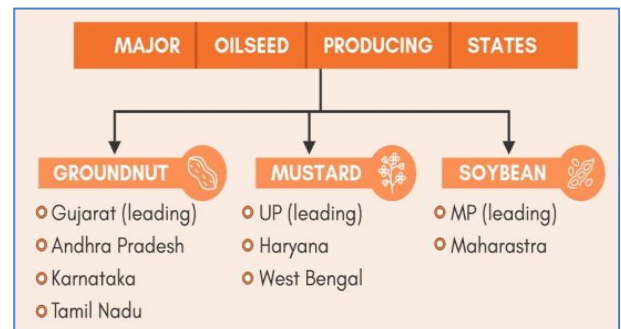 MAJOR OILSEED PRODUCING STATES
GROUNDNUT
Gujarat (leading)
Andhra Pradesh
Karnataka
Tamil Nadu
MUSTARD
UP (leading)
Haryana
West Bengal
SOYBEAN
MP (leading)
Maharastra